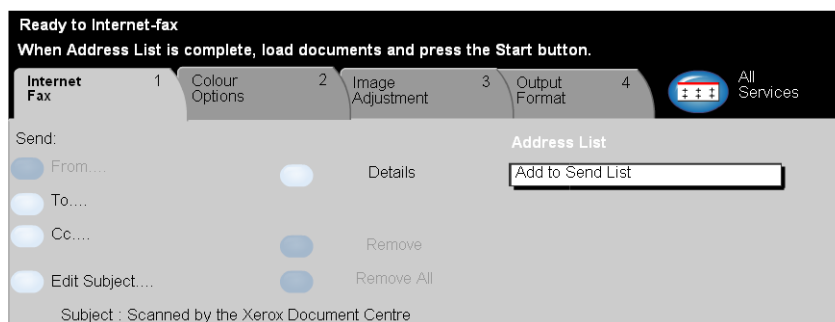 Ready to Internet-fax
When Address List is complete, load documents and press the Start button.
Internet Fax 1
Colour Options 2
Image Adjustment 3
Output Format 4
All Services
Send:
Address List
From....
Details
Add to Send List
To....
Cc....
Remove
Edit Subject....
Remove All
Subject : Scanned by the Xerox Document Centre